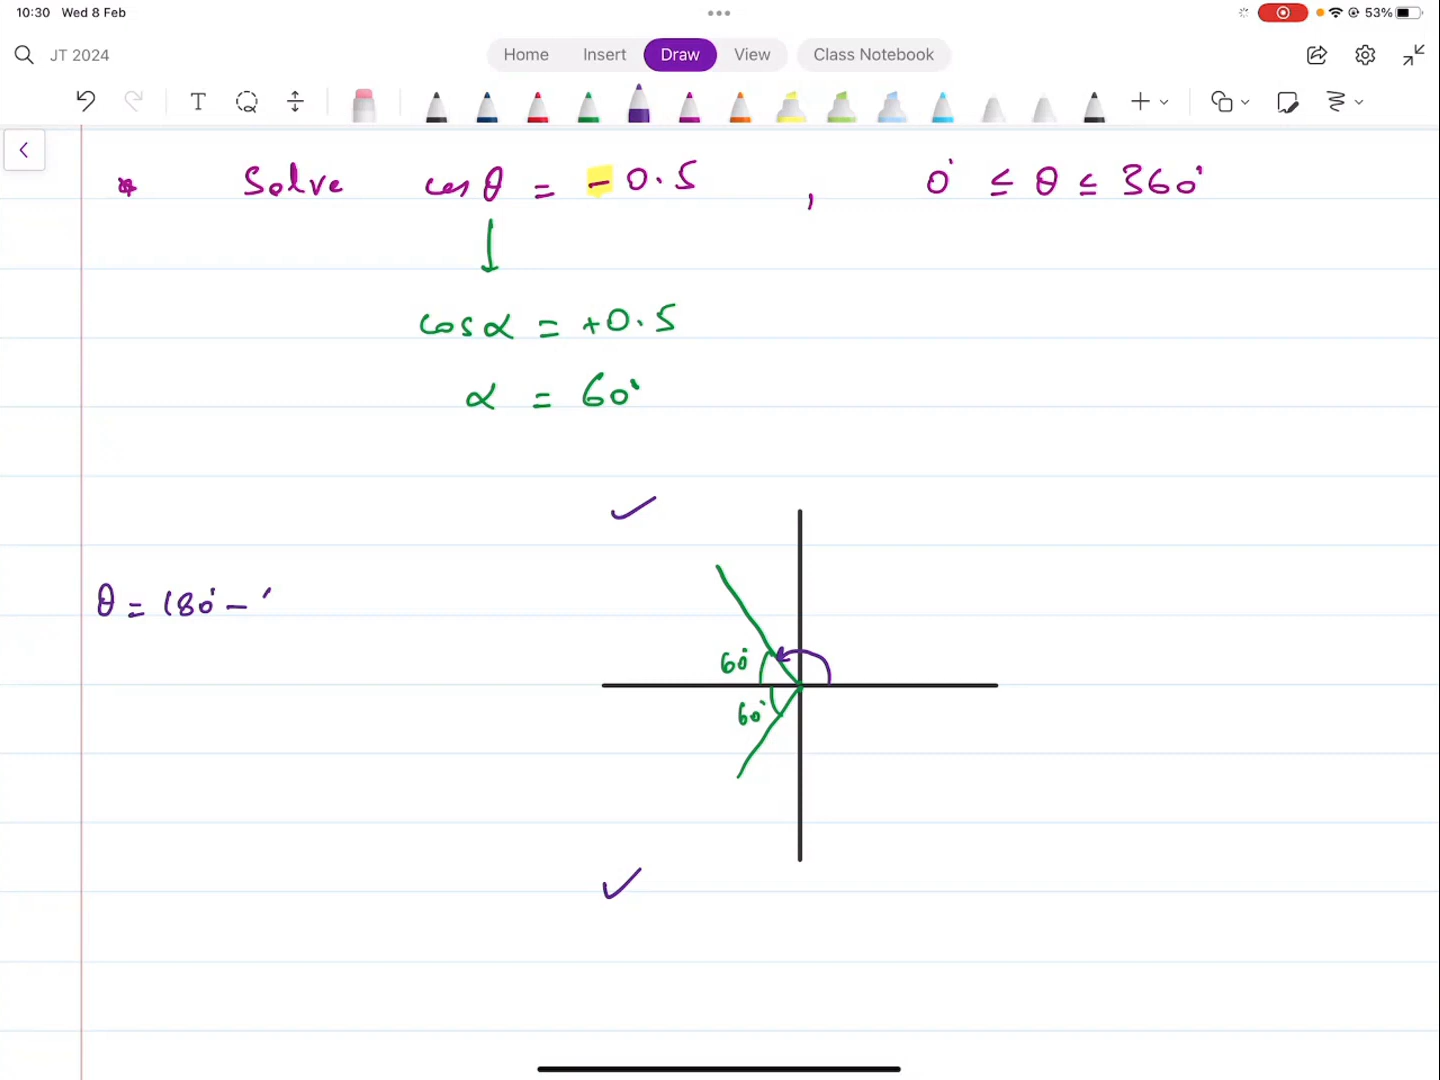 10:30 Wed 8 Feb
53%
JT 2024
Home Insert Draw View Class Notebook
T
* Solve cos θ = - 0.5 , 0° ≤ θ ≤ 360°
cos α = +0.5
α = 60°
θ = 180° - '
60°
60°